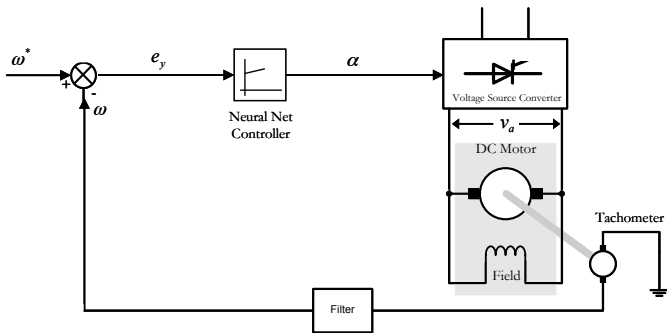 ω*
+
-
ω
e_y
Neural Net
Controller
α
Voltage Source Converter
v_a
DC Motor
Field
Tachometer
Filter